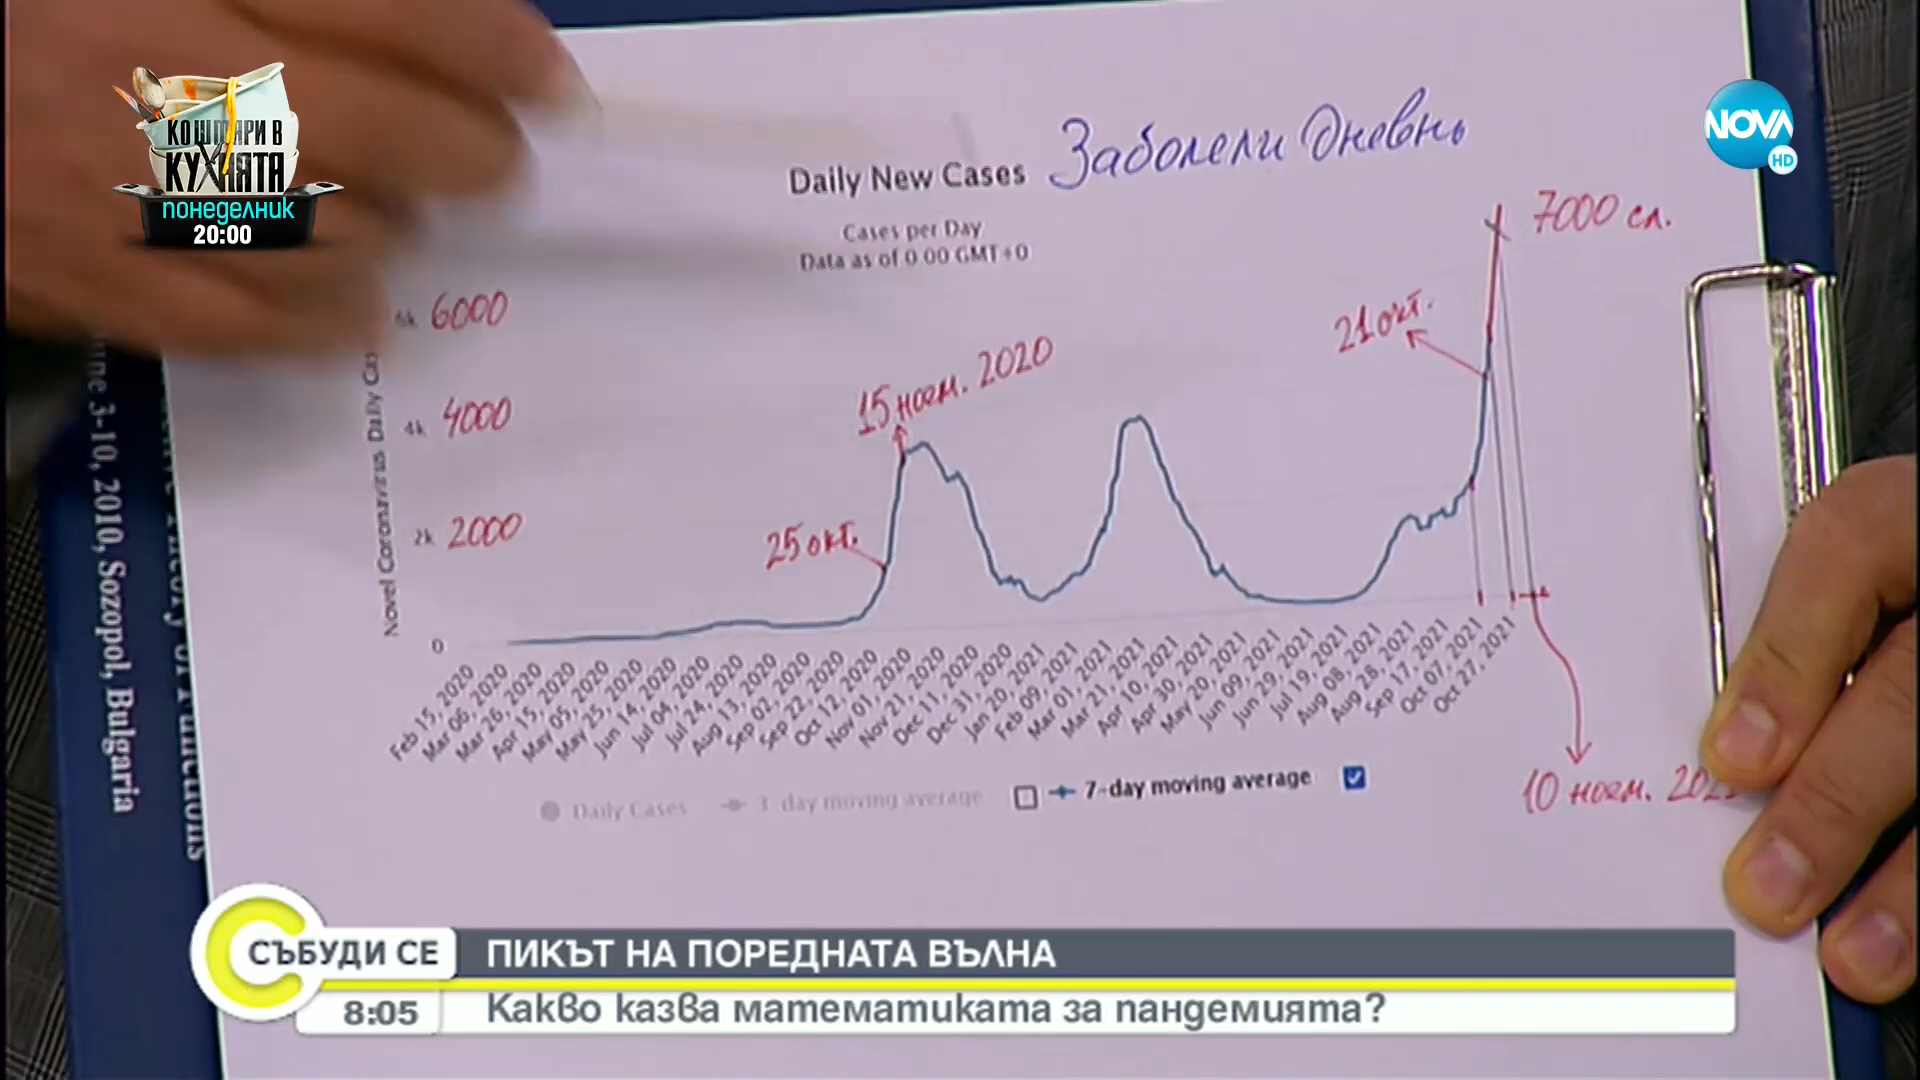 КОШМАРИ В
КУХНЯТА
понеделник
20:00
NOVA
HD
Daily New Cases Заболели дневно
Cases per Day
Data as of 0:00 GMT+0
7000 сл.
6k 6000
21 окт.
15 ноем. 2020
4k 4000
25 окт.
2k 2000
0
Novel Coronavirus Daily
Feb 15, 2020
Mar 06, 2020
Mar 26, 2020
Apr 15, 2020
May 05, 2020
May 25, 2020
Jun 14, 2020
Jul 04, 2020
Jul 24, 2020
Aug 13, 2020
Sep 02, 2020
Sep 22, 2020
Oct 12, 2020
Nov 01, 2020
Nov 21, 2020
Dec 11, 2020
Dec 31, 2020
Jan 20, 2021
Feb 09, 2021
Mar 01, 2021
Mar 21, 2021
Apr 10, 2021
Apr 30, 2021
May 20, 2021
Jun 09, 2021
Jun 29, 2021
Jul 19, 2021
Aug 08, 2021
Aug 28, 2021
Sep 17, 2021
Oct 07, 2021
Oct 27, 2021
10 ноем.
Daily Cases 3-day moving average 7-day moving average
3-10, 2010, Sozopol, Bulgaria
of Functions
СЪБУДИ СЕ
ПИКЪТ НА ПОРЕДНАТА ВЪЛНА
8:05
Какво казва математиката за пандемията?